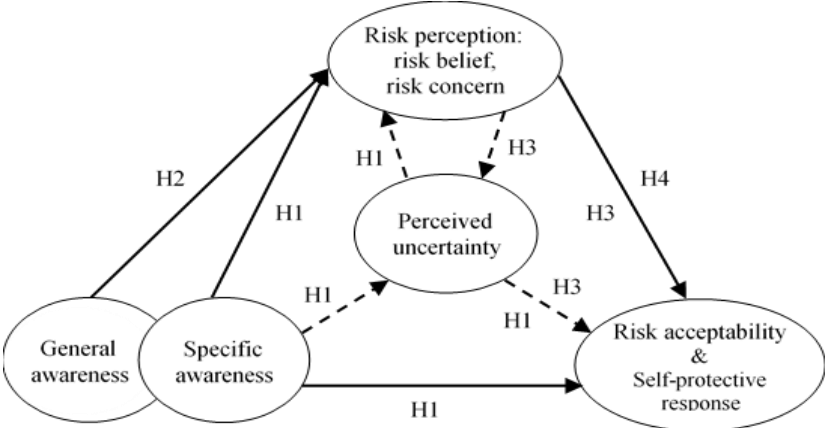 Risk perception:
risk belief,
risk concern
H1
H3
H2
H4
H1
H3
Perceived
uncertainty
H1
H3
H1
General
awareness
Specific
awareness
Risk acceptability
&
Self-protective
response
H1